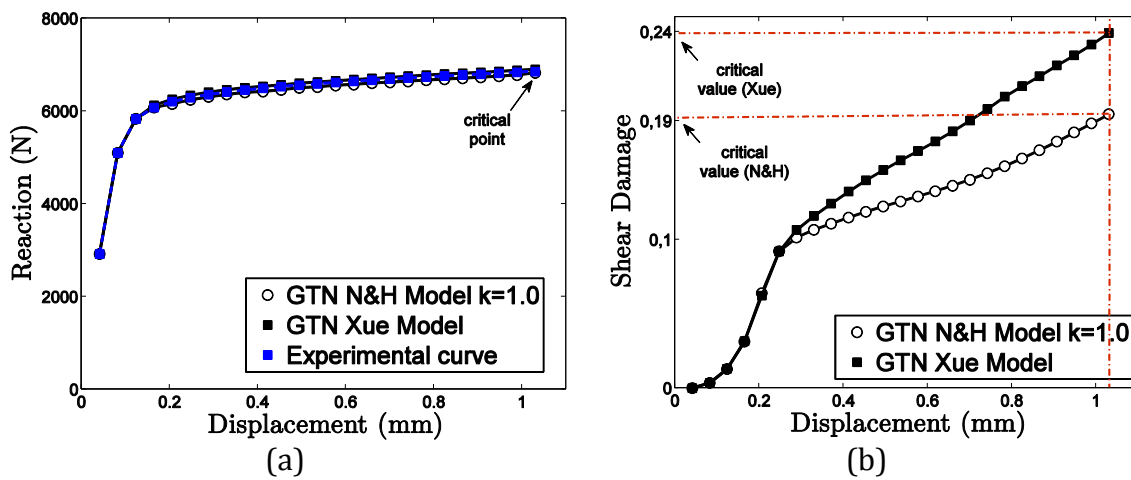 8000
6000
4000
2000
0
Reaction (N)
critical
point
GTN N&H Model k=1.0
GTN Xue Model
Experimental curve
0 0.2 0.4 0.6 0.8 1
Displacement (mm)
(a)
0,24
0,19
0,1
0
Shear Damage
critical
value (Xue)
critical
value (N&H)
GTN N&H Model k=1.0
GTN Xue Model
0 0.2 0.4 0.6 0.8 1
Displacement (mm)
(b)